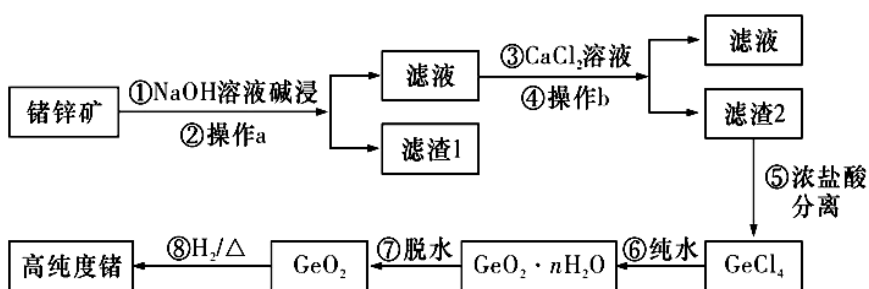 锗锌矿
①NaOH溶液碱浸
②操作a
滤液
滤渣1
③CaCl₂溶液
④操作b
滤液
滤渣2
⑤浓盐酸
分离
GeCl₄
⑥纯水
GeO₂·nH₂O
⑦脱水
GeO₂
⑧H₂/△
高纯度锗